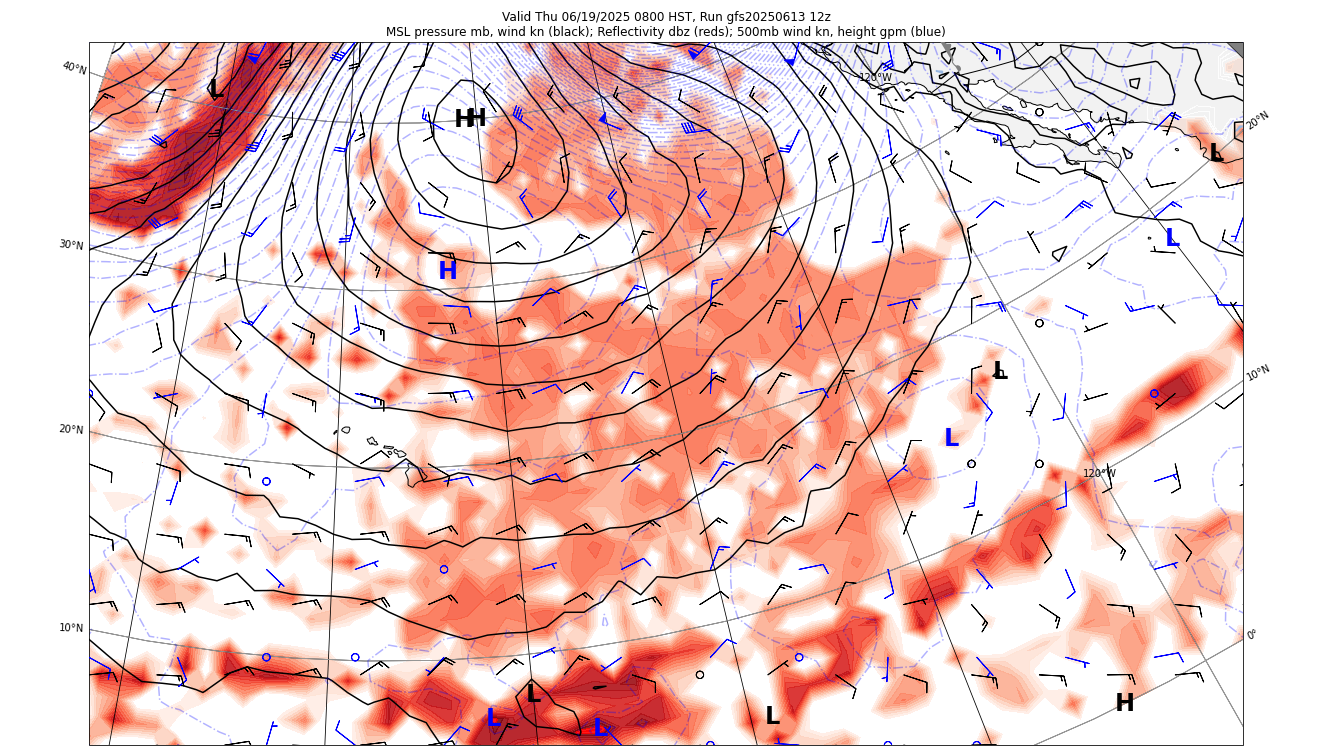 Valid Thu 06/19/2025 0800 HST, Run gfs20250613 12z
MSL pressure mb, wind kn (black); Reflectivity dbz (reds); 500mb wind kn, height gpm (blue)
40°N
120°W
L
H H
20°N
L
30°N
L
H
L
10°N
20°N
L
120°W
10°N
0°
L
H
L
L
L